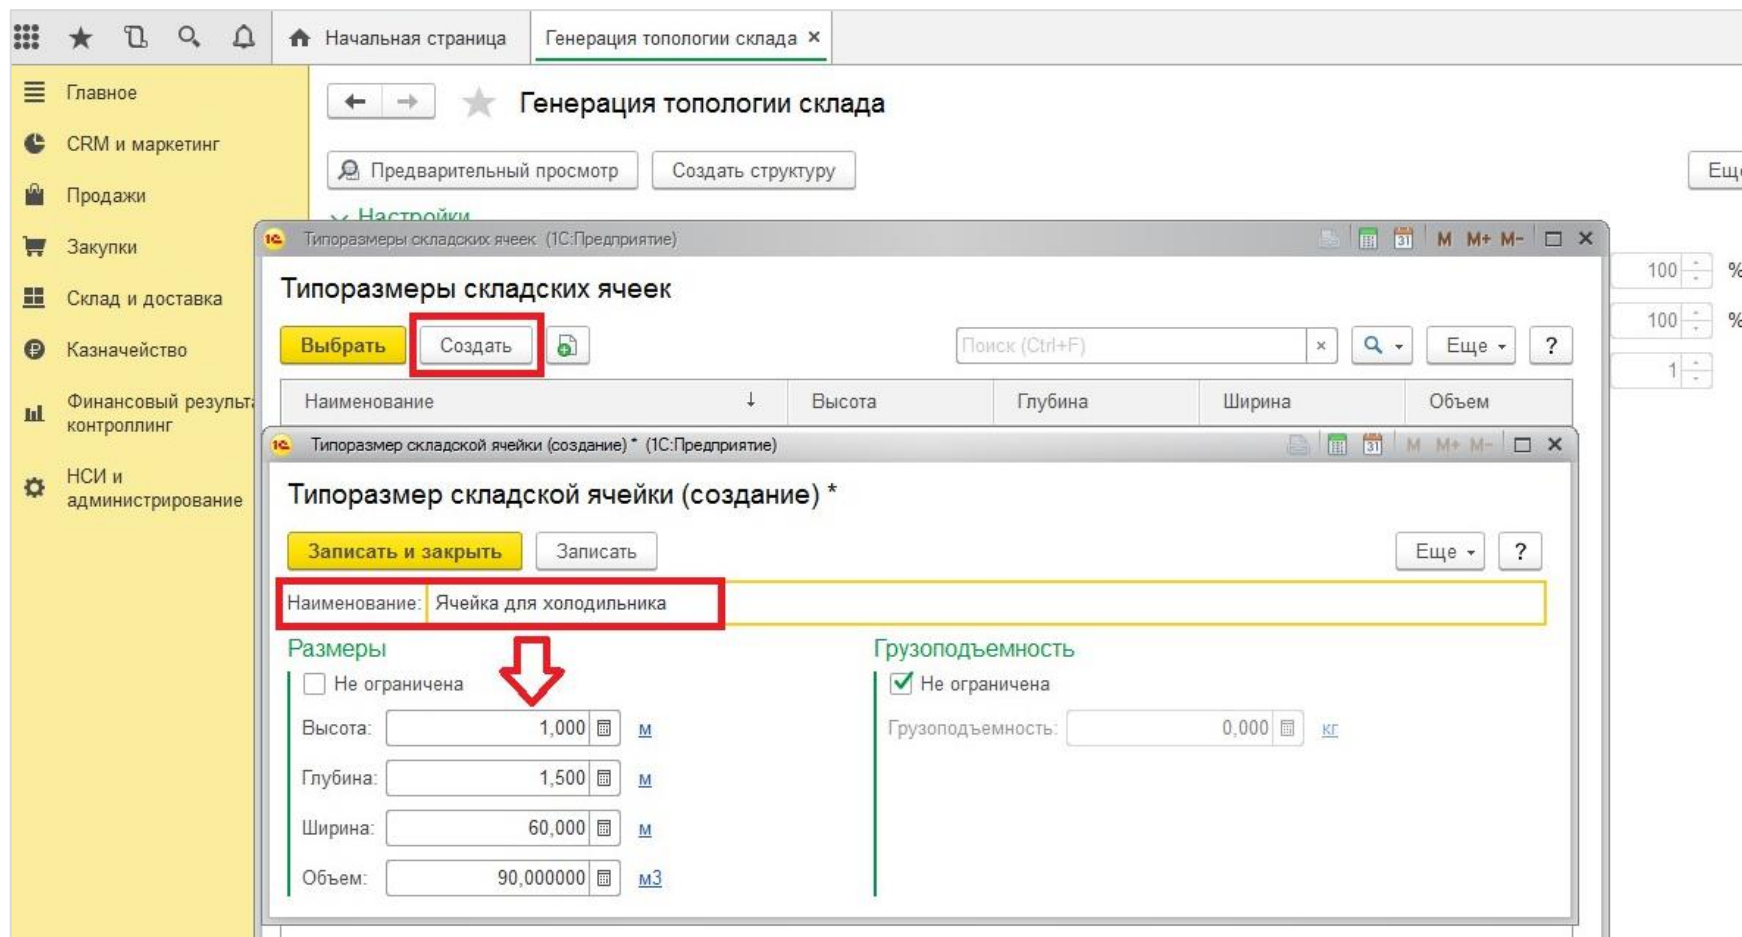 Начальная страница
Генерация топологии склада ×
Главное
CRM и маркетинг
Продажи
Закупки
Склад и доставка
Казначейство
Финансовый результ
контроллинг
НСИ и
администрирование
Генерация топологии склада
Предварительный просмотр
Создать структуру
Ещ
Настройки
100 %
100 %
1
1С Типоразмеры складских ячеек (1С:Предприятие)
31 M M+ M-
Типоразмеры складских ячеек
Выбрать
Создать
Поиск (Ctrl+F)
×
Еще
?
Наименование ↓ Высота Глубина Ширина Объем
1С Типоразмер складской ячейки (создание) * (1С:Предприятие)
31 M M+ M-
Типоразмер складской ячейки (создание) *
Записать и закрыть
Записать
Еще
?
Наименование: Ячейка для холодильника
Размеры
Не ограничена
Высота: 1,000 м
Глубина: 1,500 м
Ширина: 60,000 м
Объем: 90,000000 м3
Грузоподъемность
Не ограничена
Грузоподъемность: 0,000 кг